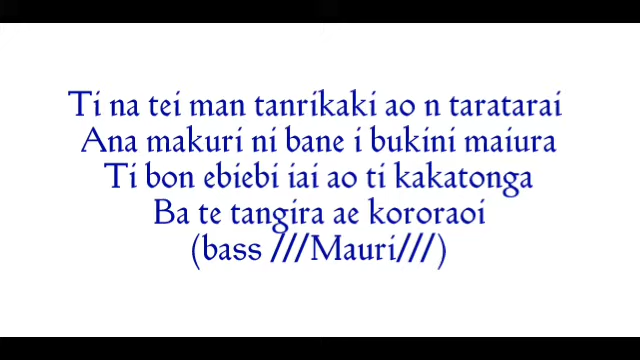 Ti na tei man tanrikaki ao n taratarai
Ana makuri ni bane i bukini maiura
Ti bon ebiebi iai ao ti kakatonga
Ba te tangira ae kororaoi
(bass ///Mauri///)